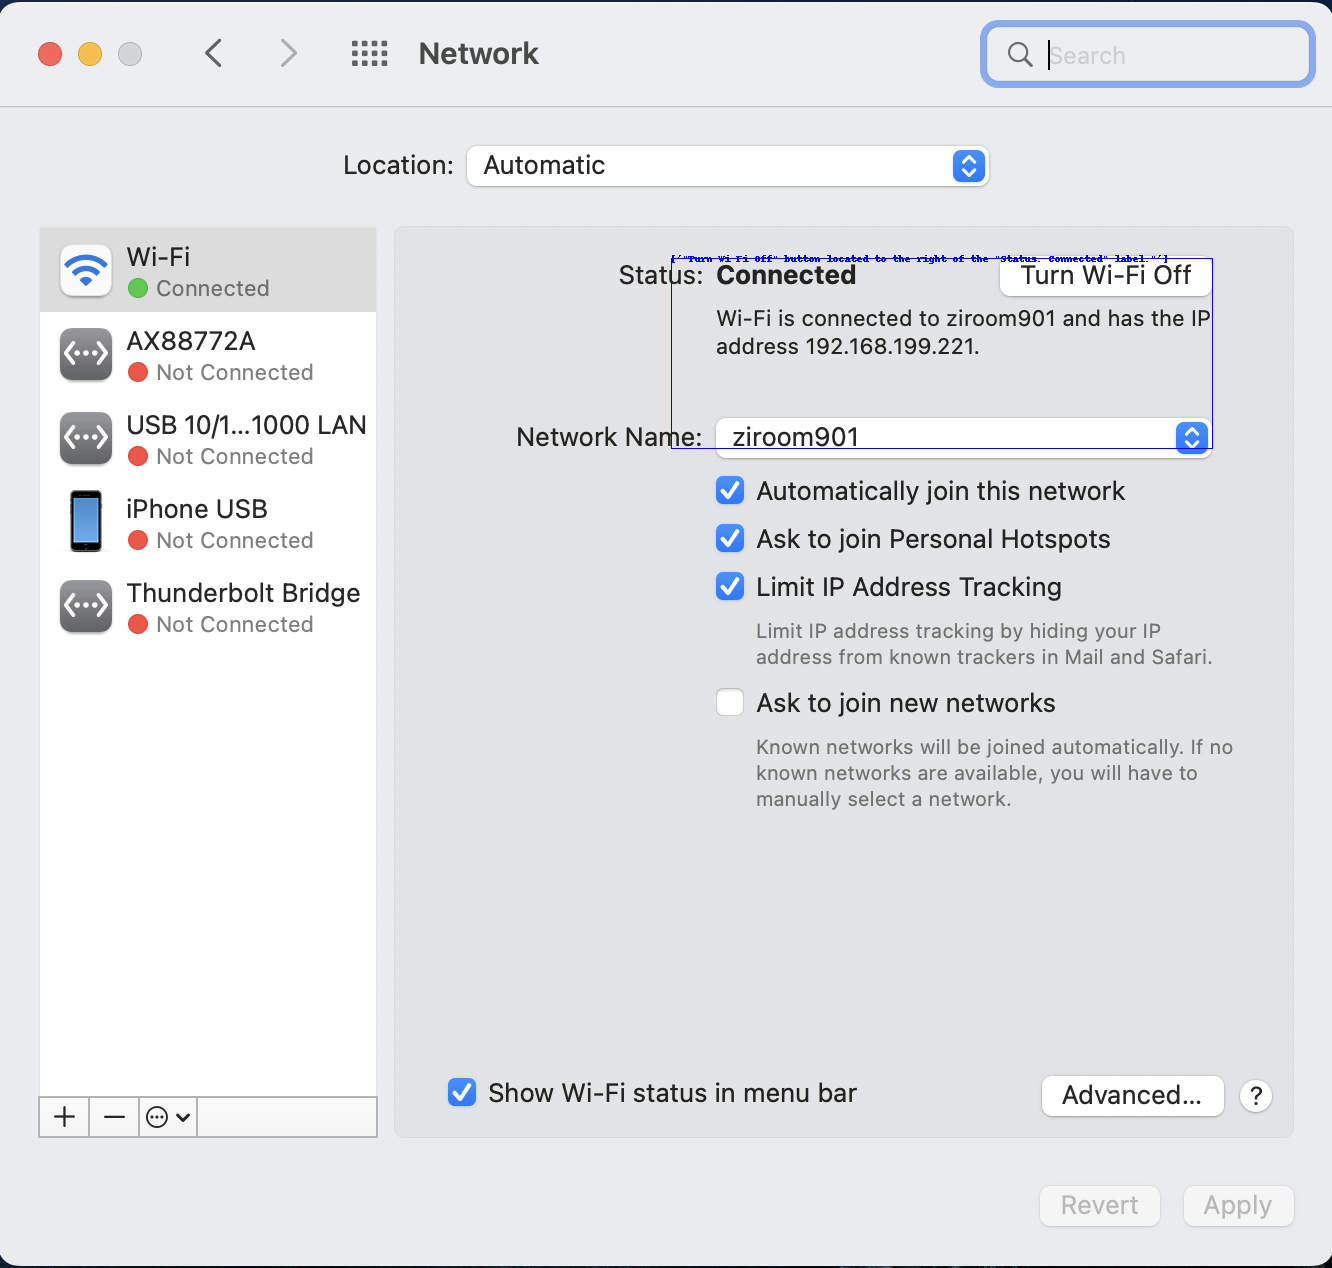 Network
Search
Location: Automatic
Wi-Fi
Connected
AX88772A
Not Connected
USB 10/1...1000 LAN
Not Connected
iPhone USB
Not Connected
Thunderbolt Bridge
Not Connected
["Turn Wi-Fi Off" button located to the right of the "Status: Connected" label."]
Status: Connected
Turn Wi-Fi Off
Wi-Fi is connected to ziroom901 and has the IP
address 192.168.199.221.
Network Name: ziroom901
Automatically join this network
Ask to join Personal Hotspots
Limit IP Address Tracking
Limit IP address tracking by hiding your IP
address from known trackers in Mail and Safari.
Ask to join new networks
Known networks will be joined automatically. If no
known networks are available, you will have to
manually select a network.
Show Wi-Fi status in menu bar
Advanced...
?
Revert
Apply